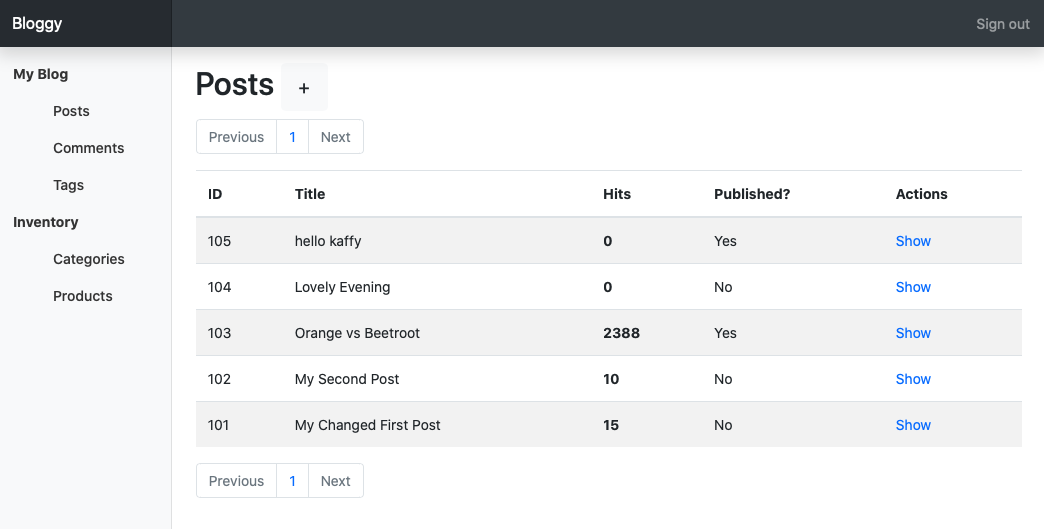 Bloggy Sign out
My Blog
Posts
Comments
Tags
Inventory
Categories
Products
Posts +
Previous 1 Next
ID Title Hits Published? Actions
105 hello kaffy 0 Yes Show
104 Lovely Evening 0 No Show
103 Orange vs Beetroot 2388 Yes Show
102 My Second Post 10 No Show
101 My Changed First Post 15 No Show
Previous 1 Next